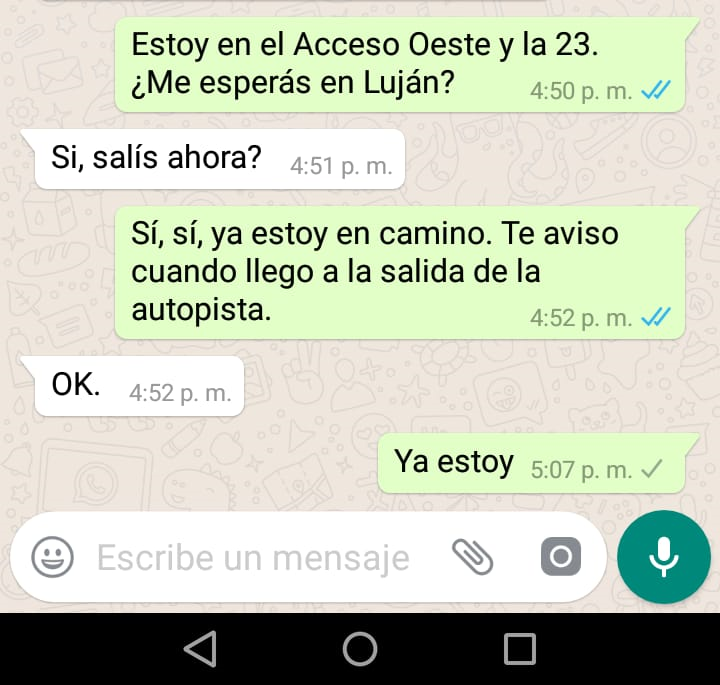 Estoy en el Acceso Oeste y la 23.
¿Me esperás en Luján? 4:50 p. m.
Si, salís ahora? 4:51 p. m.
Sí, sí, ya estoy en camino. Te aviso
cuando llego a la salida de la
autopista. 4:52 p. m.
OK. 4:52 p. m.
Ya estoy 5:07 p. m.
Escribe un mensaje